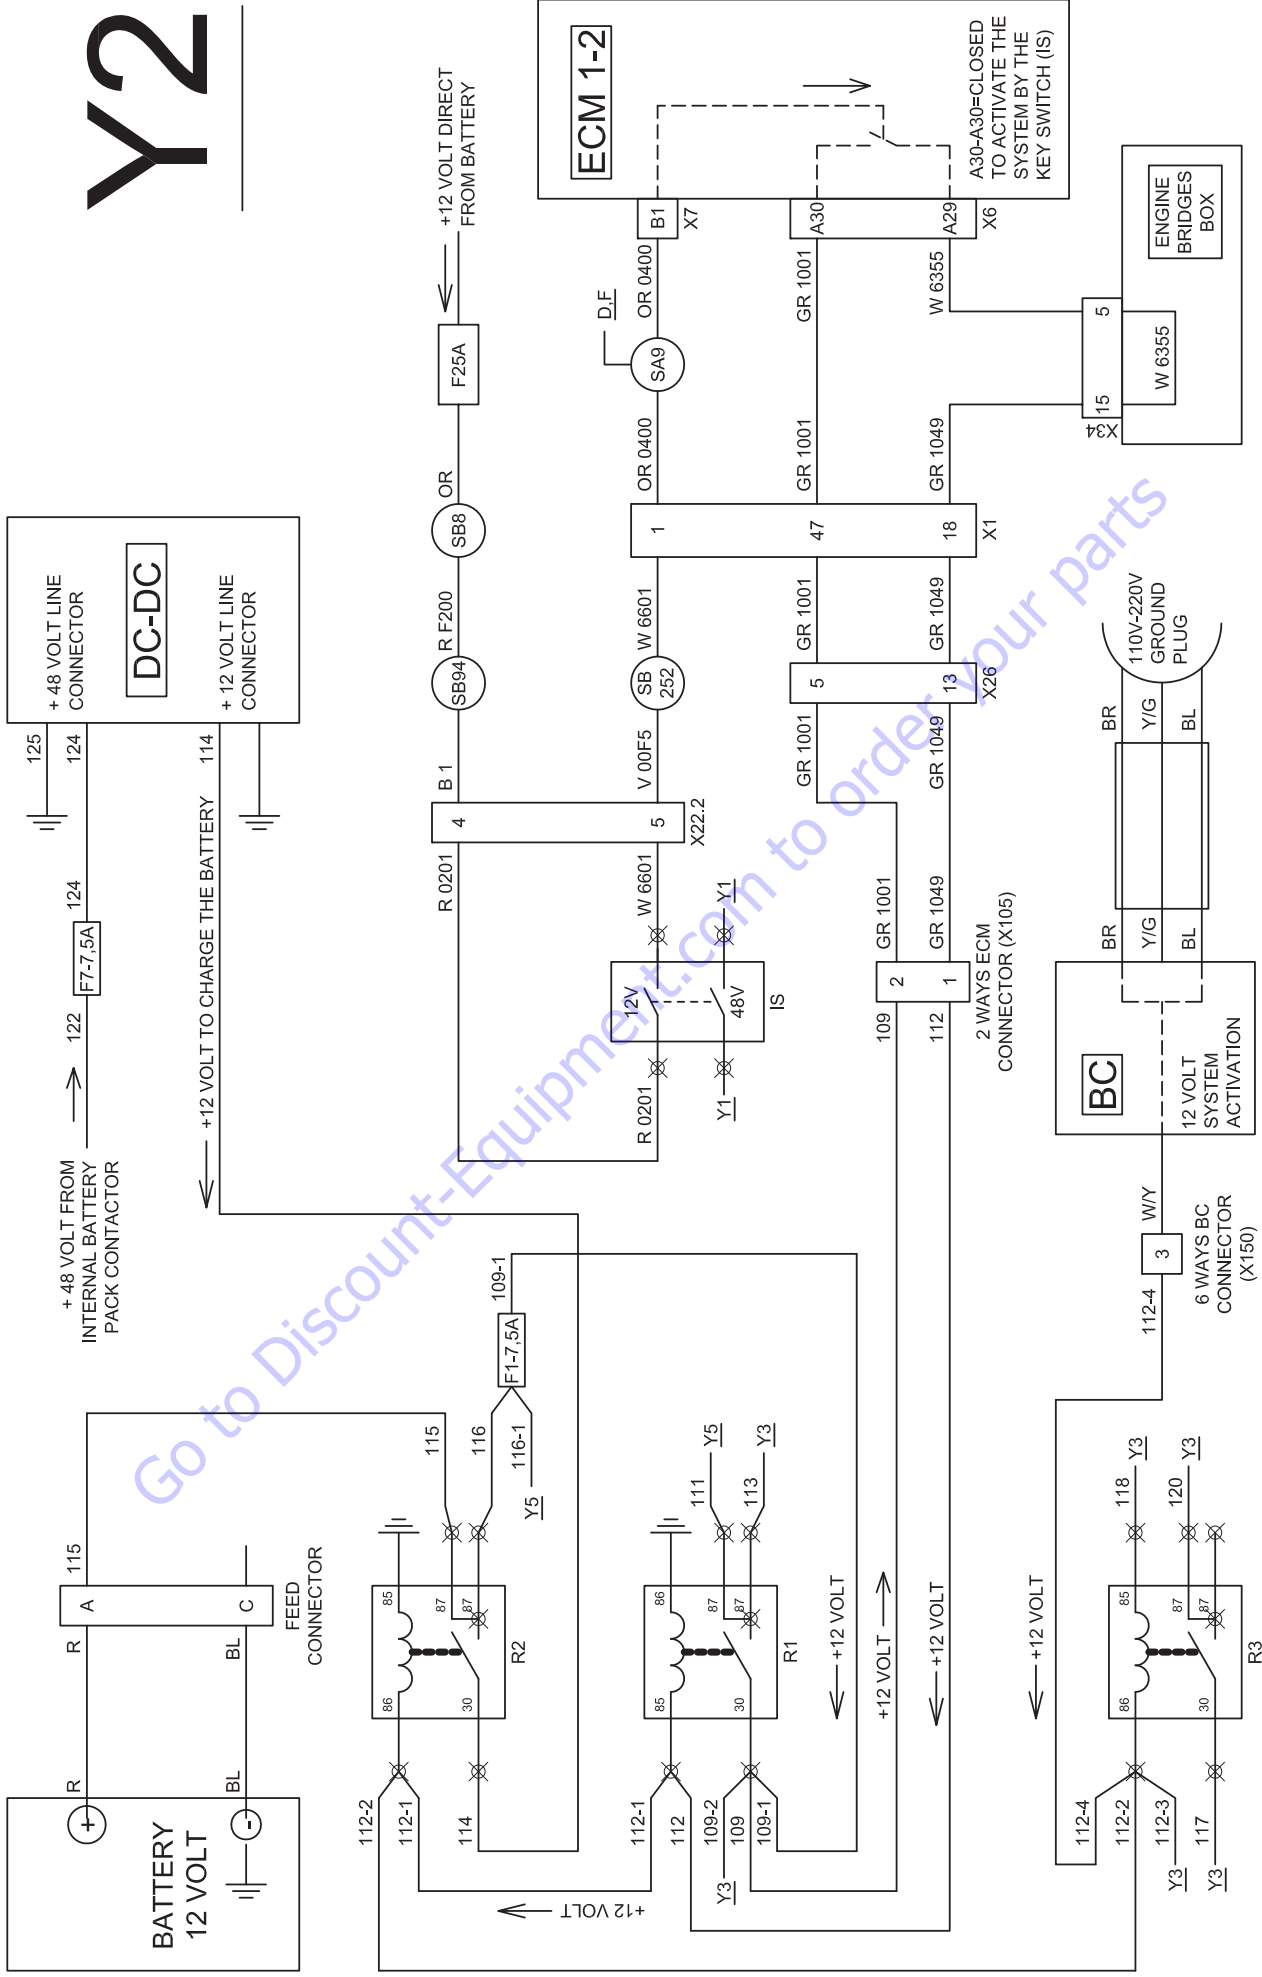 Y2
+ 48 VOLT FROM
INTERNAL BATTERY
PACK CONTACTOR
122
F7-7,5A
124
124
125
+ 48 VOLT LINE
CONNECTOR
DC-DC
+ 12 VOLT LINE
CONNECTOR
114
+12 VOLT TO CHARGE THE BATTERY
BATTERY
12 VOLT
+
-
R
R
BL
BL
A
C
FEED
CONNECTOR
115
115
116
116-1
Y5
F1-7,5A
109-1
112-2
112-1
114
86
85
30
87
87
R2
+12 VOLT DIRECT
FROM BATTERY
F25A
OR
SB8
R F200
SB94
B 1
4
5
X22.2
R 0201
R 0201
W 6601
V 00F5
SB
252
W 6601
12V
48V
IS
Y1
Y1
1
47
18
X1
OR 0400
SA9
D,F
OR 0400
B1
X7
ECM 1-2
A30-A30=CLOSED
TO ACTIVATE THE
SYSTEM BY THE
KEY SWITCH (IS)
A30
A29
X6
GR 1001
W 6355
GR 1001
GR 1049
GR 1001
GR 1049
5
13
X26
GR 1001
GR 1049
GR 1001
GR 1049
2
1
109
112
2 WAYS ECM
CONNECTOR (X105)
X34
15
5
W 6355
ENGINE
BRIDGES
BOX
112-1
112
109-2
109
109-1
Y3
85
86
30
87
87
R1
111
Y5
113
Y3
+12 VOLT
+12 VOLT
+12 VOLT
+12 VOLT
+12 VOLT
112-4
112-2
112-3
117
Y3
Y3
86
85
30
87
R3
118
Y3
120
Y3
112-4
3
W/Y
6 WAYS BC
CONNECTOR
(X150)
BC
12 VOLT
SYSTEM
ACTIVATION
BR
Y/G
BL
BR
Y/G
BL
110V-220V
GROUND
PLUG
Go to Discount-Equipment.com to order your parts